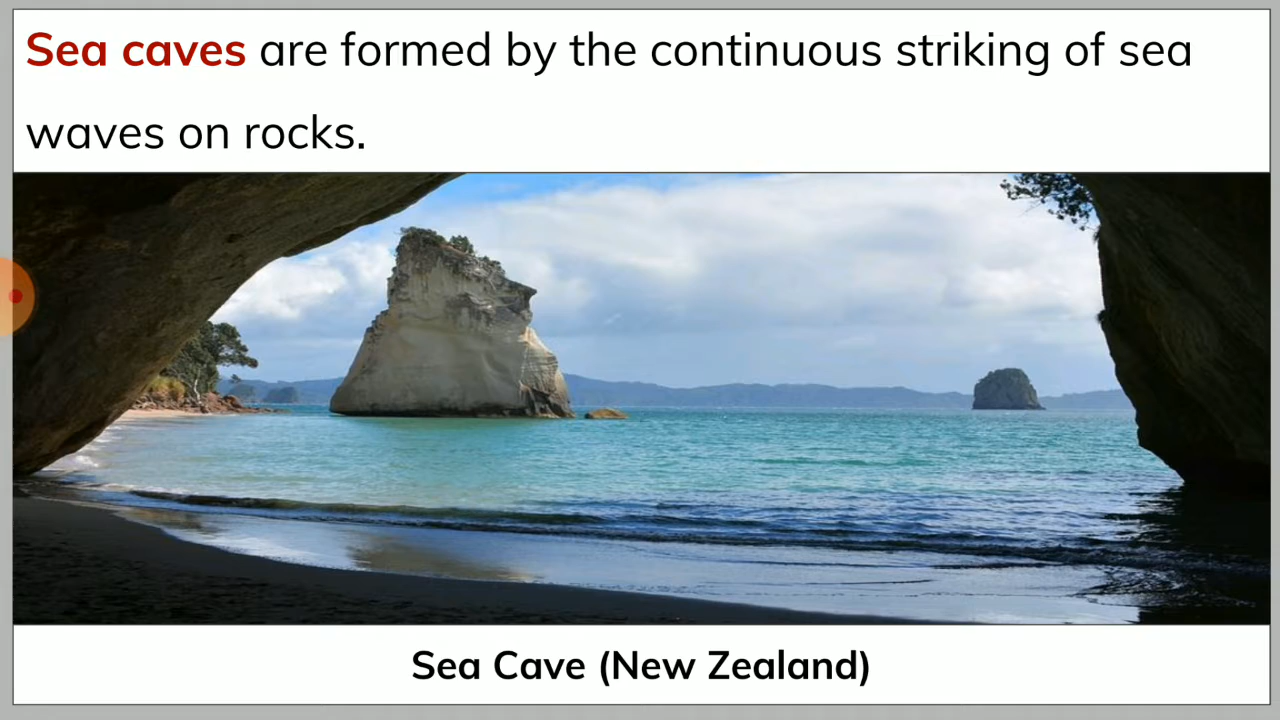 Sea caves are formed by the continuous striking of sea
waves on rocks.
Sea Cave (New Zealand)